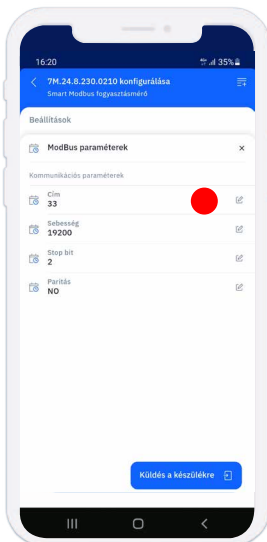 16:20
35%
7M.24.8.230.0210 konfigurálása
Smart Modbus fogyasztásmérő
Beállítások
ModBus paraméterek
Kommunikációs paraméterek
Cím
33
Sebesség
19200
Stop bit
2
Paritás
NO
Küldés a készülékre